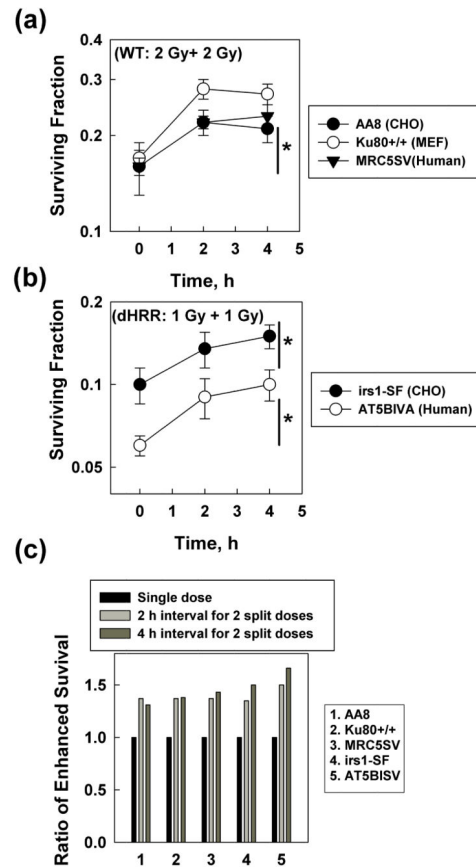 (a)
0.4
(WT: 2 Gy+ 2 Gy)
0.3
0.2
0.1
Surviving Fraction
*
0 1 2 3 4 5
Time, h
AA8 (CHO)
Ku80+/+ (MEF)
MRC5SV(Human)
(b)
0.2
(dHRR: 1 Gy + 1 Gy)
0.1
0.05
Surviving Fraction
*
*
0 1 2 3 4 5
Time, h
irs1-SF (CHO)
AT5BIVA (Human)
(c)
Single dose
2 h interval for 2 split doses
4 h interval for 2 split doses
Ratio of Enhanced Suvival
1.5
1.0
0.5
0.0
1 2 3 4 5
1. AA8
2. Ku80+/+
3. MRC5SV
4. irs1-SF
5. AT5BISV